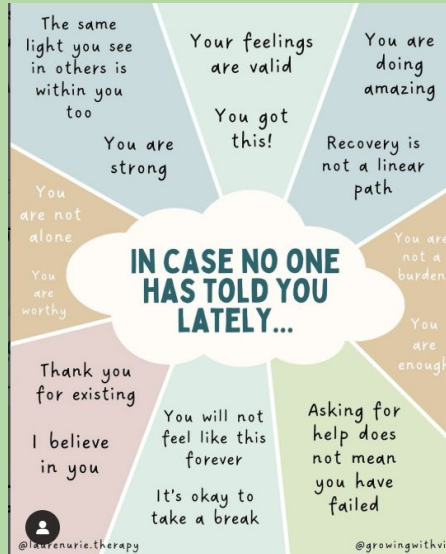 The same
light you see
in others is
within you
too
You are
strong
Your feelings
are valid
You got
this!
You are
doing
amazing
Recovery is
not a linear
path
You
are not
alone
You
are
worthy
IN CASE NO ONE
HAS TOLD YOU
LATELY...
You are
not a
burden
You
are
enough
Thank you
for existing
I believe
in you
You will not
feel like this
forever
It's okay to
take a break
Asking for
help does
not mean
you have
failed
@laurenurie.therapy
@growingwithvi